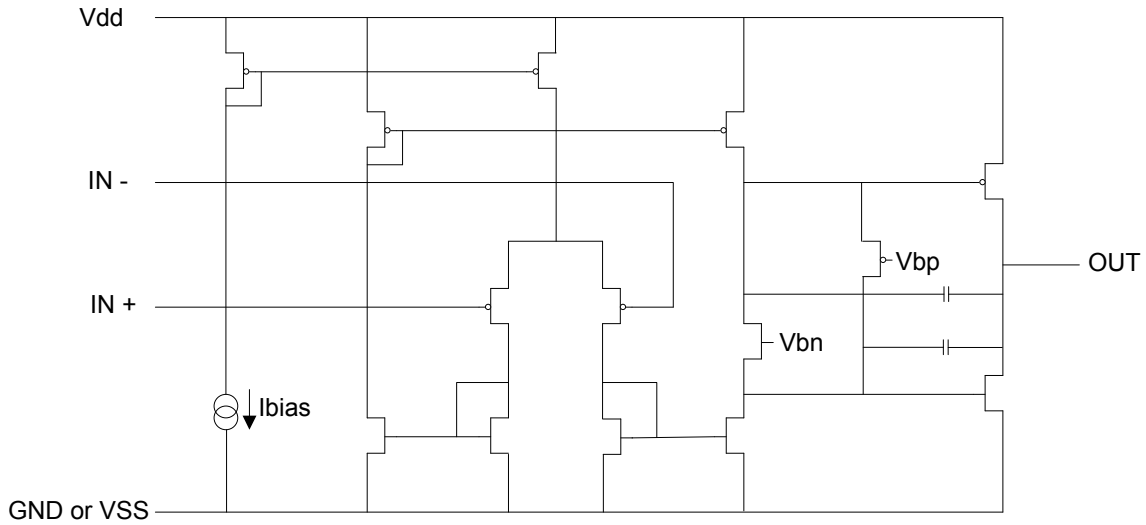 Vdd
IN -
Vbp
OUT
IN +
Vbn
Ibias
GND or VSS